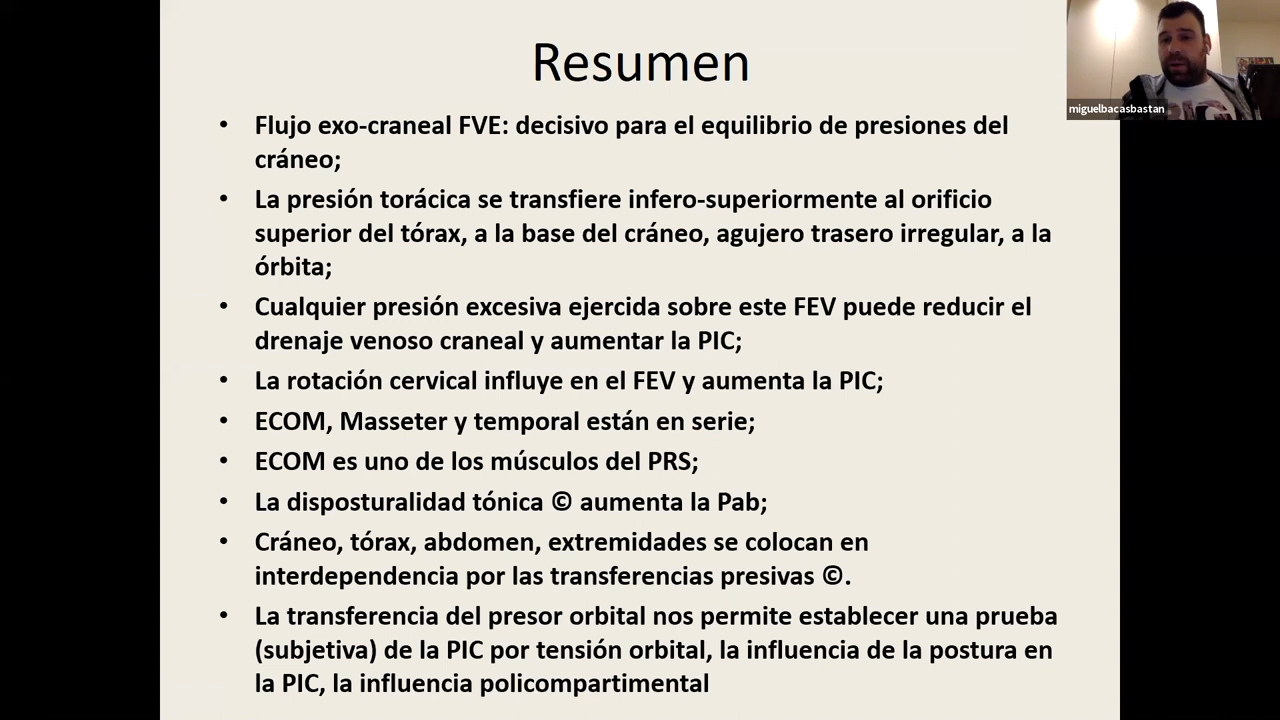 Resumen
• Flujo exo-craneal FVE: decisivo para el equilibrio de presiones del
cráneo;
• La presión torácica se transfiere infero-superiormente al orificio
superior del tórax, a la base del cráneo, agujero trasero irregular, a la
órbita;
• Cualquier presión excesiva ejercida sobre este FEV puede reducir el
drenaje venoso craneal y aumentar la PIC;
• La rotación cervical influye en el FEV y aumenta la PIC;
• ECOM, Masseter y temporal están en serie;
• ECOM es uno de los músculos del PRS;
• La disposturalidad tónica © aumenta la Pab;
• Cráneo, tórax, abdomen, extremidades se colocan en
interdependencia por las transferencias presivas ©.
• La transferencia del presor orbital nos permite establecer una prueba
(subjetiva) de la PIC por tensión orbital, la influencia de la postura en
la PIC, la influencia policompartimental
miguelbacasbastan